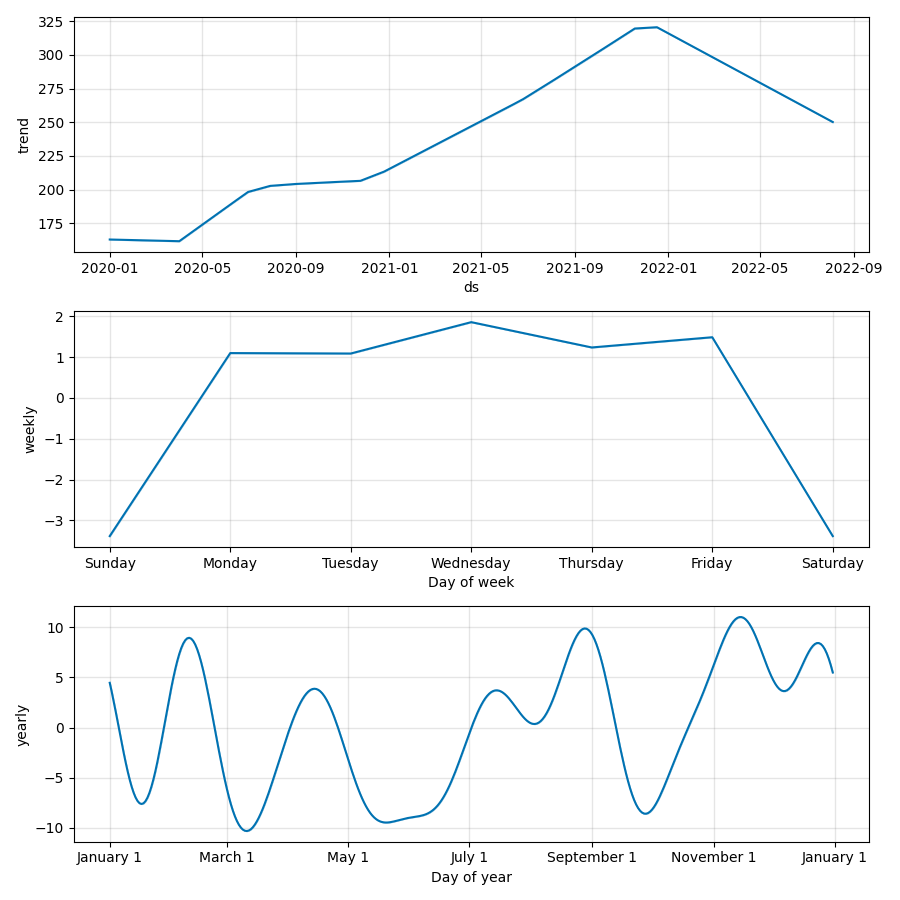 325
300
275
250
225
200
175
trend
2020-01 2020-05 2020-09 2021-01 2021-05 2021-09 2022-01 2022-05 2022-09
ds
2
1
0
−1
−2
−3
weekly
Sunday Monday Tuesday Wednesday Thursday Friday Saturday
Day of week
10
5
0
−5
−10
yearly
January 1 March 1 May 1 July 1 September 1 November 1 January 1
Day of year